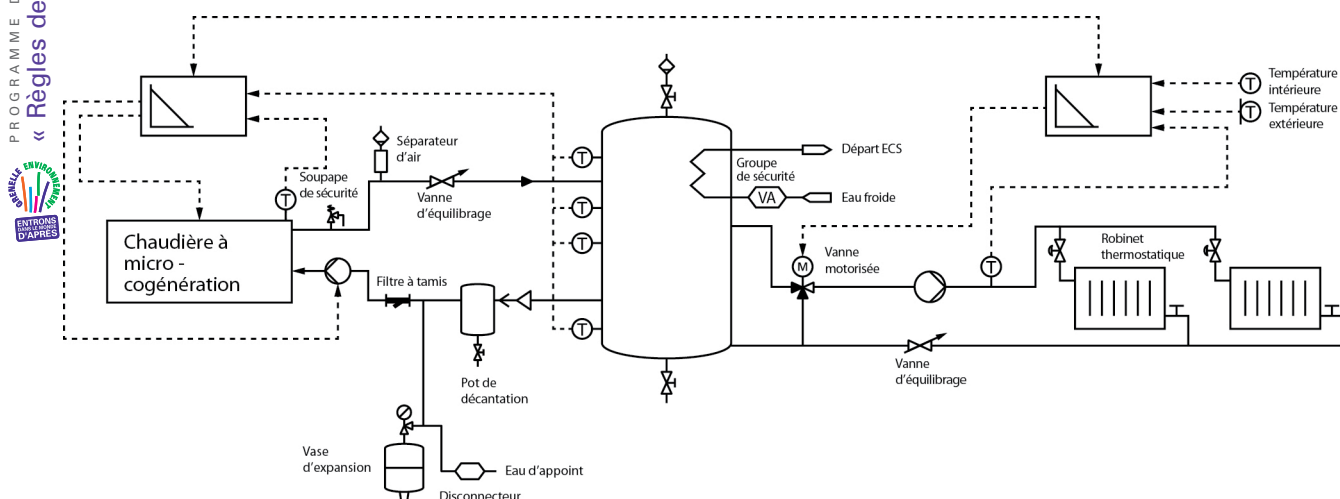 PROGRAMME D
« Règles de
GRENELLE ENVIRONNEMENT
ENTRONS
DANS LE MONDE
D'APRÈS
Température
intérieure
Température
extérieure
T
T
Séparateur
d'air
Départ ECS
Groupe
de sécurité
VA
Eau froide
Soupape
de sécurité
T
T
T
T
T
Vanne
d'équilibrage
Chaudière à
micro -
cogénération
Filtre à tamis
M
Vanne
motorisée
T
Robinet
thermostatique
Vanne
d'équilibrage
Pot de
décantation
Vase
d'expansion
Eau d'appoint
Disconnecteur